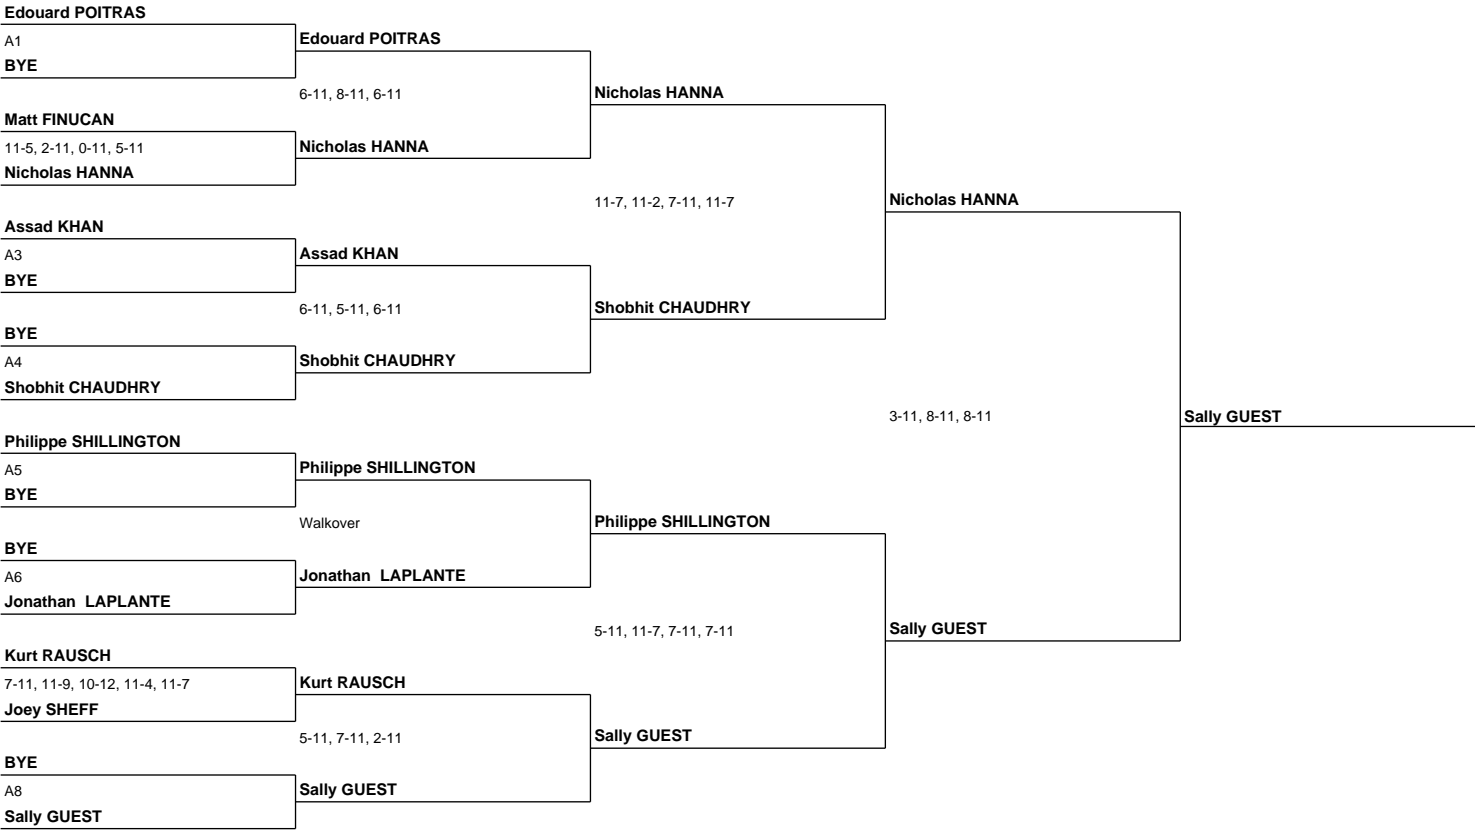 Edouard POITRAS
A1
BYE
Matt FINUCAN
11-5, 2-11, 0-11, 5-11
Nicholas HANNA
Assad KHAN
A3
BYE
BYE
A4
Shobhit CHAUDHRY
Philippe SHILLINGTON
A5
BYE
BYE
A6
Jonathan  LAPLANTE
Kurt RAUSCH
7-11, 11-9, 10-12, 11-4, 11-7
Joey SHEFF
BYE
A8
Sally GUEST
Edouard POITRAS
6-11, 8-11, 6-11
Nicholas HANNA
Assad KHAN
6-11, 5-11, 6-11
Shobhit CHAUDHRY
Philippe SHILLINGTON
Walkover
Jonathan  LAPLANTE
Kurt RAUSCH
5-11, 7-11, 2-11
Sally GUEST
Nicholas HANNA
11-7, 11-2, 7-11, 11-7
Shobhit CHAUDHRY
Philippe SHILLINGTON
5-11, 11-7, 7-11, 7-11
Sally GUEST
Nicholas HANNA
3-11, 8-11, 8-11
Sally GUEST
Sally GUEST